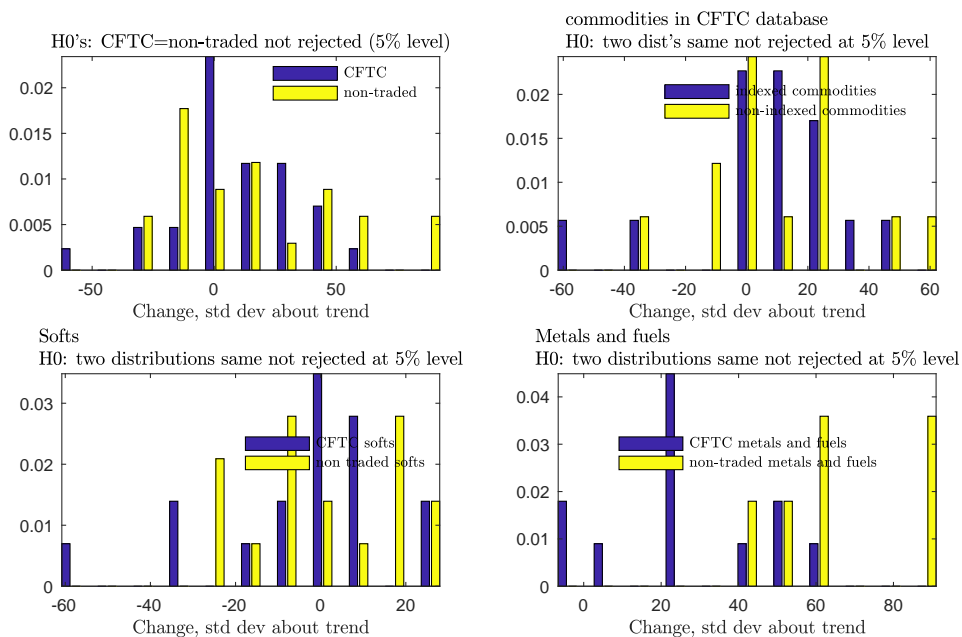 H0's: CFTC=non-traded not rejected (5% level)
0.02
0.015
0.01
0.005
0
CFTC
non-traded
-50
0
50
Change, std dev about trend
commodities in CFTC database
H0: two dist's same not rejected at 5% level
0.02
0.015
0.01
0.005
0
indexed commodities
non-indexed commodities
-60
-40
-20
0
20
40
60
Change, std dev about trend
Softs
H0: two distributions same not rejected at 5% level
0.03
0.02
0.01
0
CFTC softs
non traded softs
-60
-40
-20
0
20
Change, std dev about trend
Metals and fuels
H0: two distributions same not rejected at 5% level
0.04
0.03
0.02
0.01
0
CFTC metals and fuels
non-traded metals and fuels
0
20
40
60
80
Change, std dev about trend